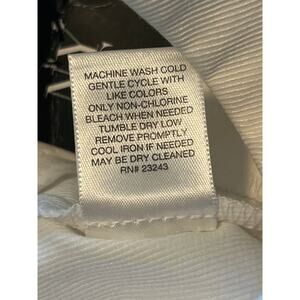 MACHINE WASH COLD
GENTLE CYCLE WITH
LIKE COLORS
ONLY NON-CHLORINE
BLEACH WHEN NEEDED
TUMBLE DRY LOW
REMOVE PROMPTLY
COOL IRON IF NEEDED
MAY BE DRY CLEANED
RN# 23243